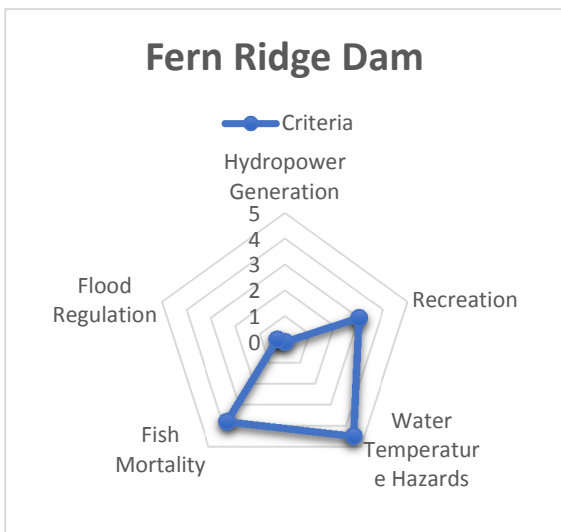 Fern Ridge Dam
Criteria
Hydropower
Generation
5
4
3
2
1
0
Recreation
Water
Temperatur
e Hazards
Fish
Mortality
Flood
Regulation